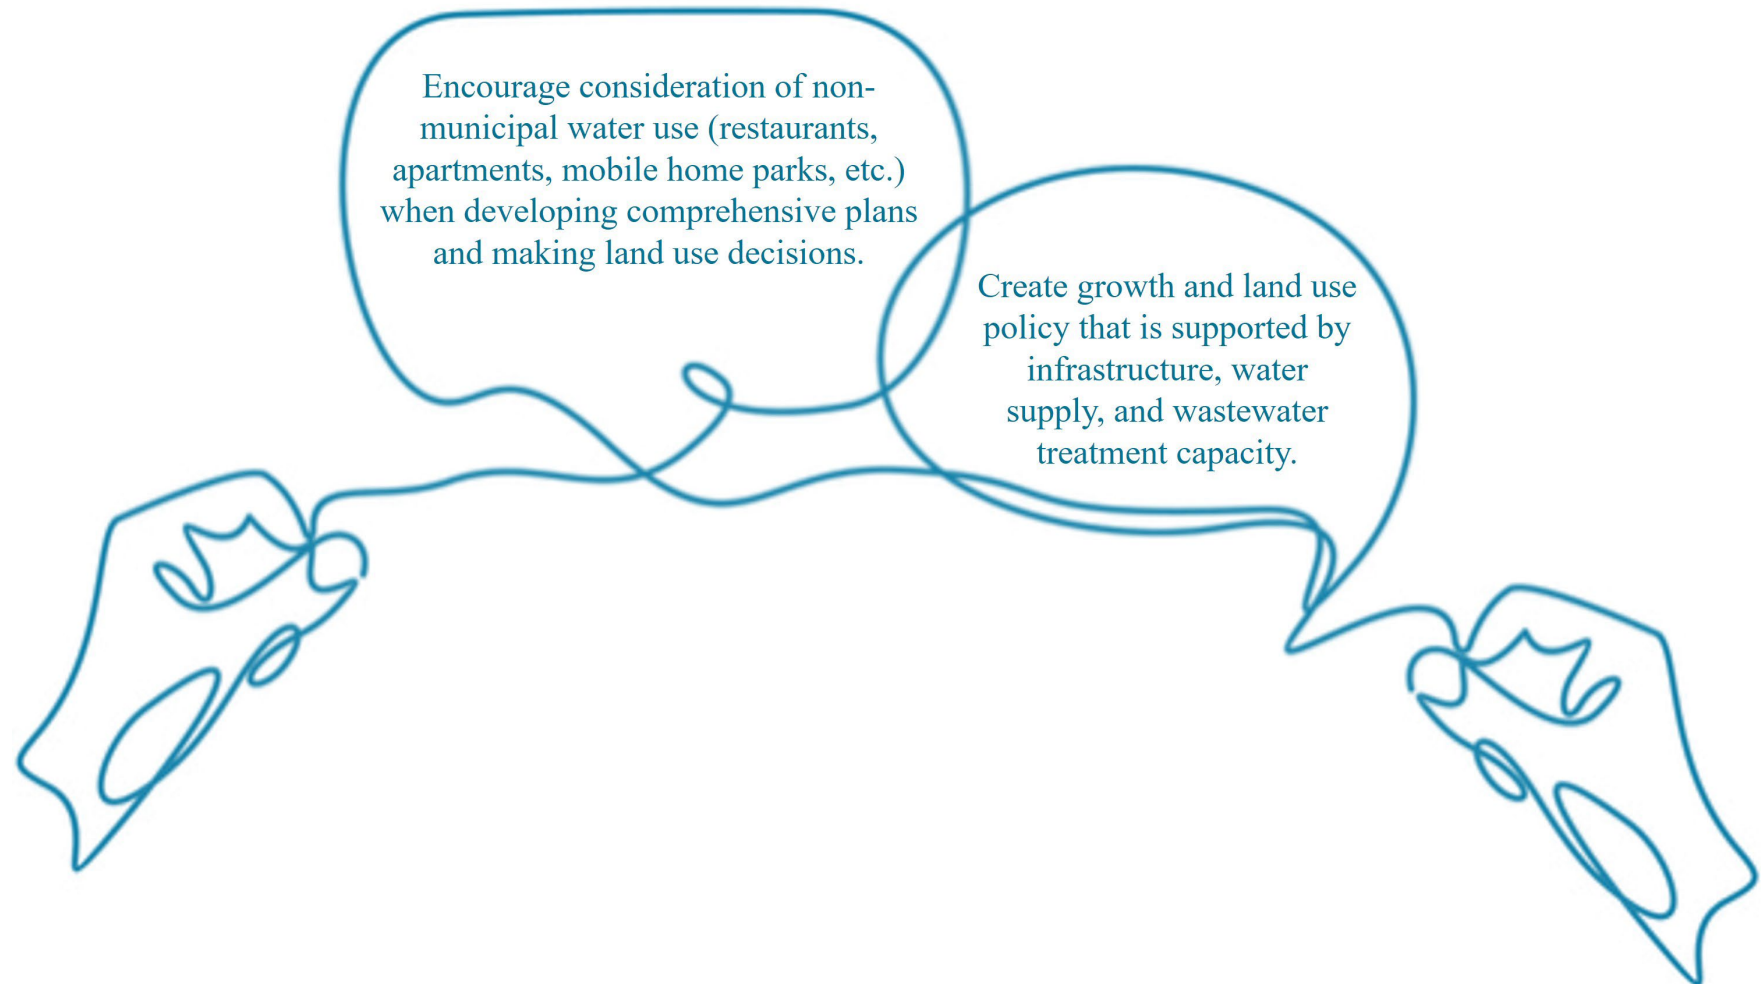 Encourage consideration of non-
municipal water use (restaurants,
apartments, mobile home parks, etc.)
when developing comprehensive plans
and making land use decisions.
Create growth and land use
policy that is supported by
infrastructure, water
supply, and wastewater
treatment capacity.